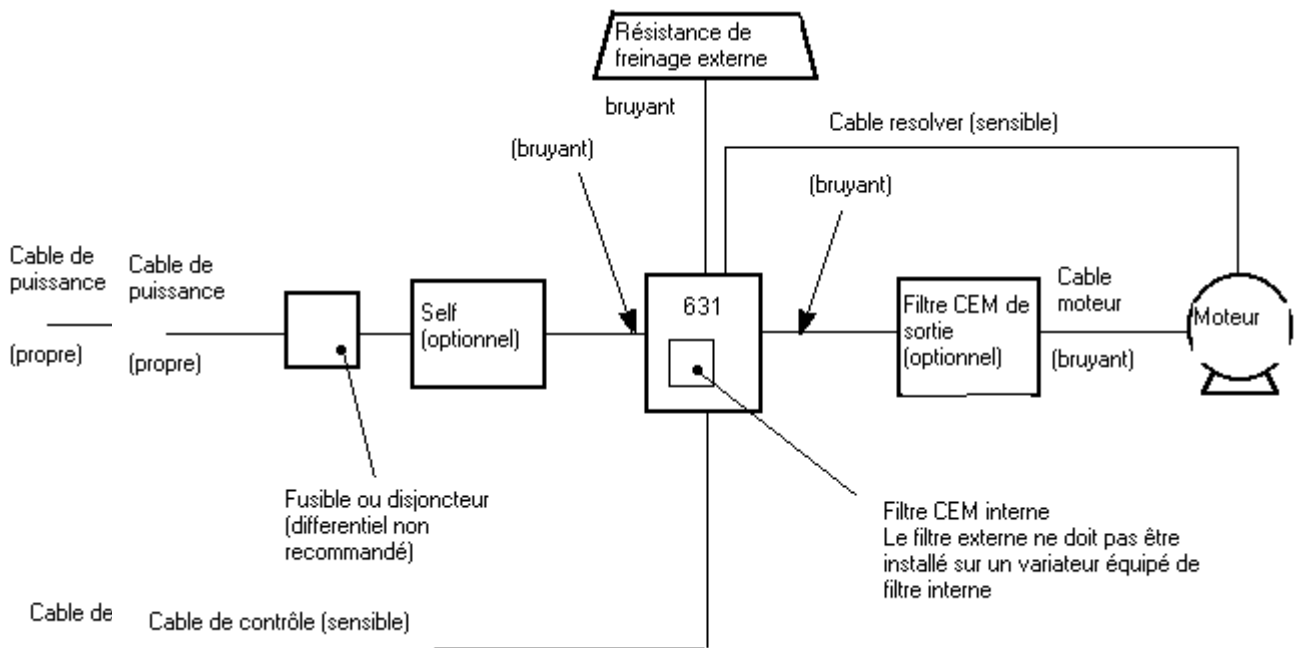 Résistance de
freinage externe
bruyant
Cable resolver (sensible)
(bruyant)
(bruyant)
Cable de
puissance
(propre)
Cable de
puissance
(propre)
Self
(optionnel)
631
Filtre CEM de
sortie
(optionnel)
Cable
moteur
(bruyant)
Moteur
Fusible ou disjoncteur
(differentiel non
recommandé)
Filtre CEM interne
Le filtre externe ne doit pas être
installé sur un variateur équipé de
filtre interne
Cable de
Cable de contrôle (sensible)